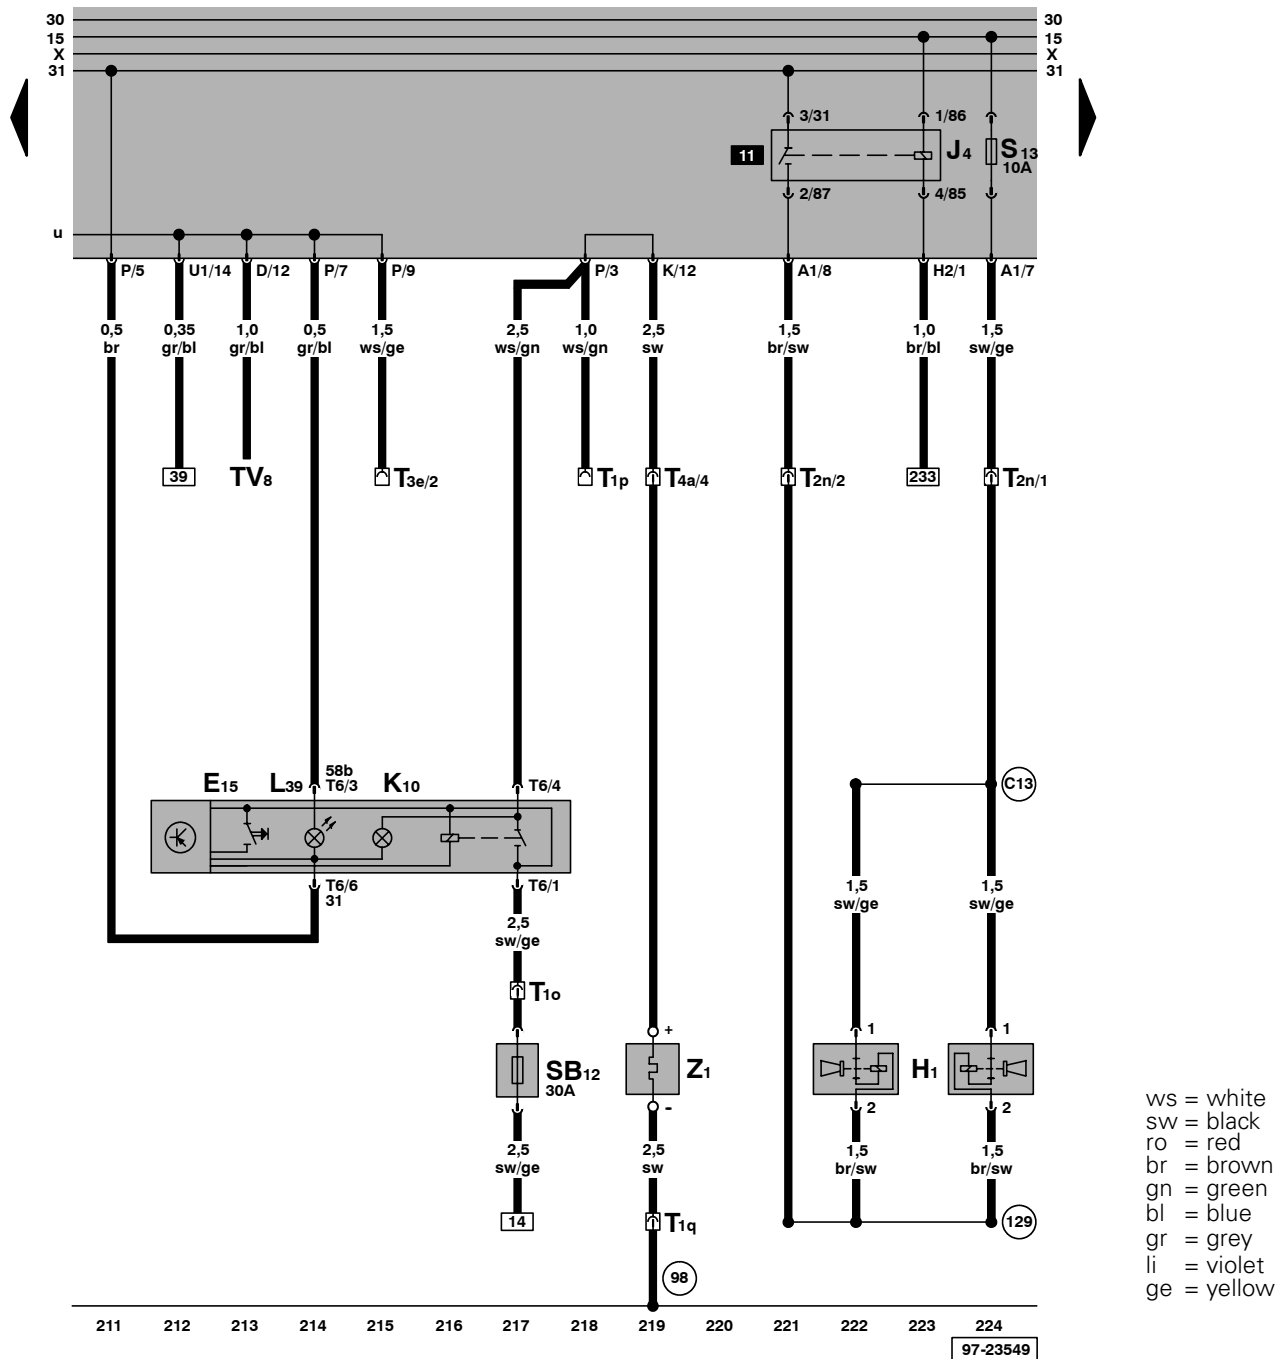 30 30
15 15
X X
31 31
3/31 1/86
11 J4 S13
10A
2/87 4/85
u
P/5 U1/14 D/12 P/7 P/9 P/3 K/12 A1/8 H2/1 A1/7
0,5 0,35 1,0 0,5 1,5 2,5 1,0 2,5 1,5 1,0 1,5
br gr/bl gr/bl gr/bl ws/ge ws/gn ws/gn sw br/sw br/bl sw/ge
39 TV8 T3e/2 T1p T4a/4 T2n/2 233 T2n/1
58b
E15 L39 T6/3 K10 T6/4 C13
T6/6 T6/1
31
1,5 1,5
sw/ge sw/ge
2,5
sw/ge
T1o
+ 1 1
SB12 Z1 H1
30A
- 2 2
2,5 2,5 1,5 1,5
sw/ge sw br/sw br/sw
14 T1q 129
98
211 212 213 214 215 216 217 218 219 220 221 222 223 224
97-23549
ws = white
sw = black
ro = red
br = brown
gn = green
bl = blue
gr = grey
li = violet
ge = yellow